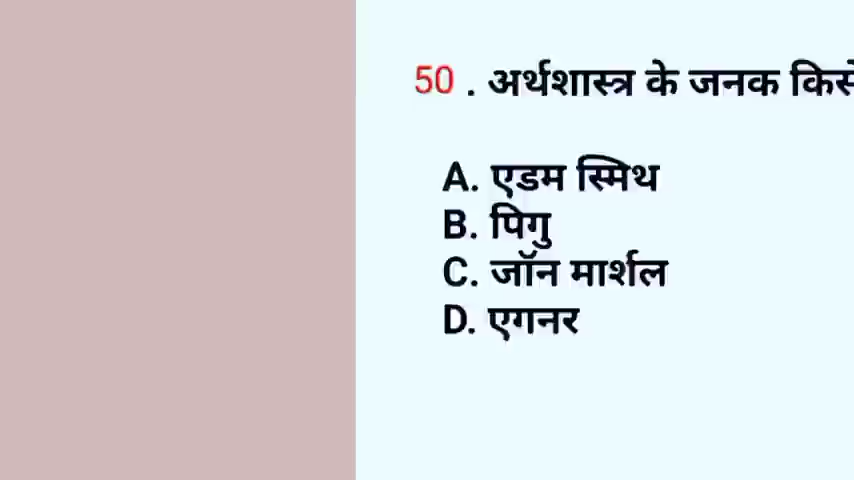 50 . अर्थशास्त्र के जनक किसे
A. एडम स्मिथ
B. पिगु
C. जॉन मार्शल
D. एगनर